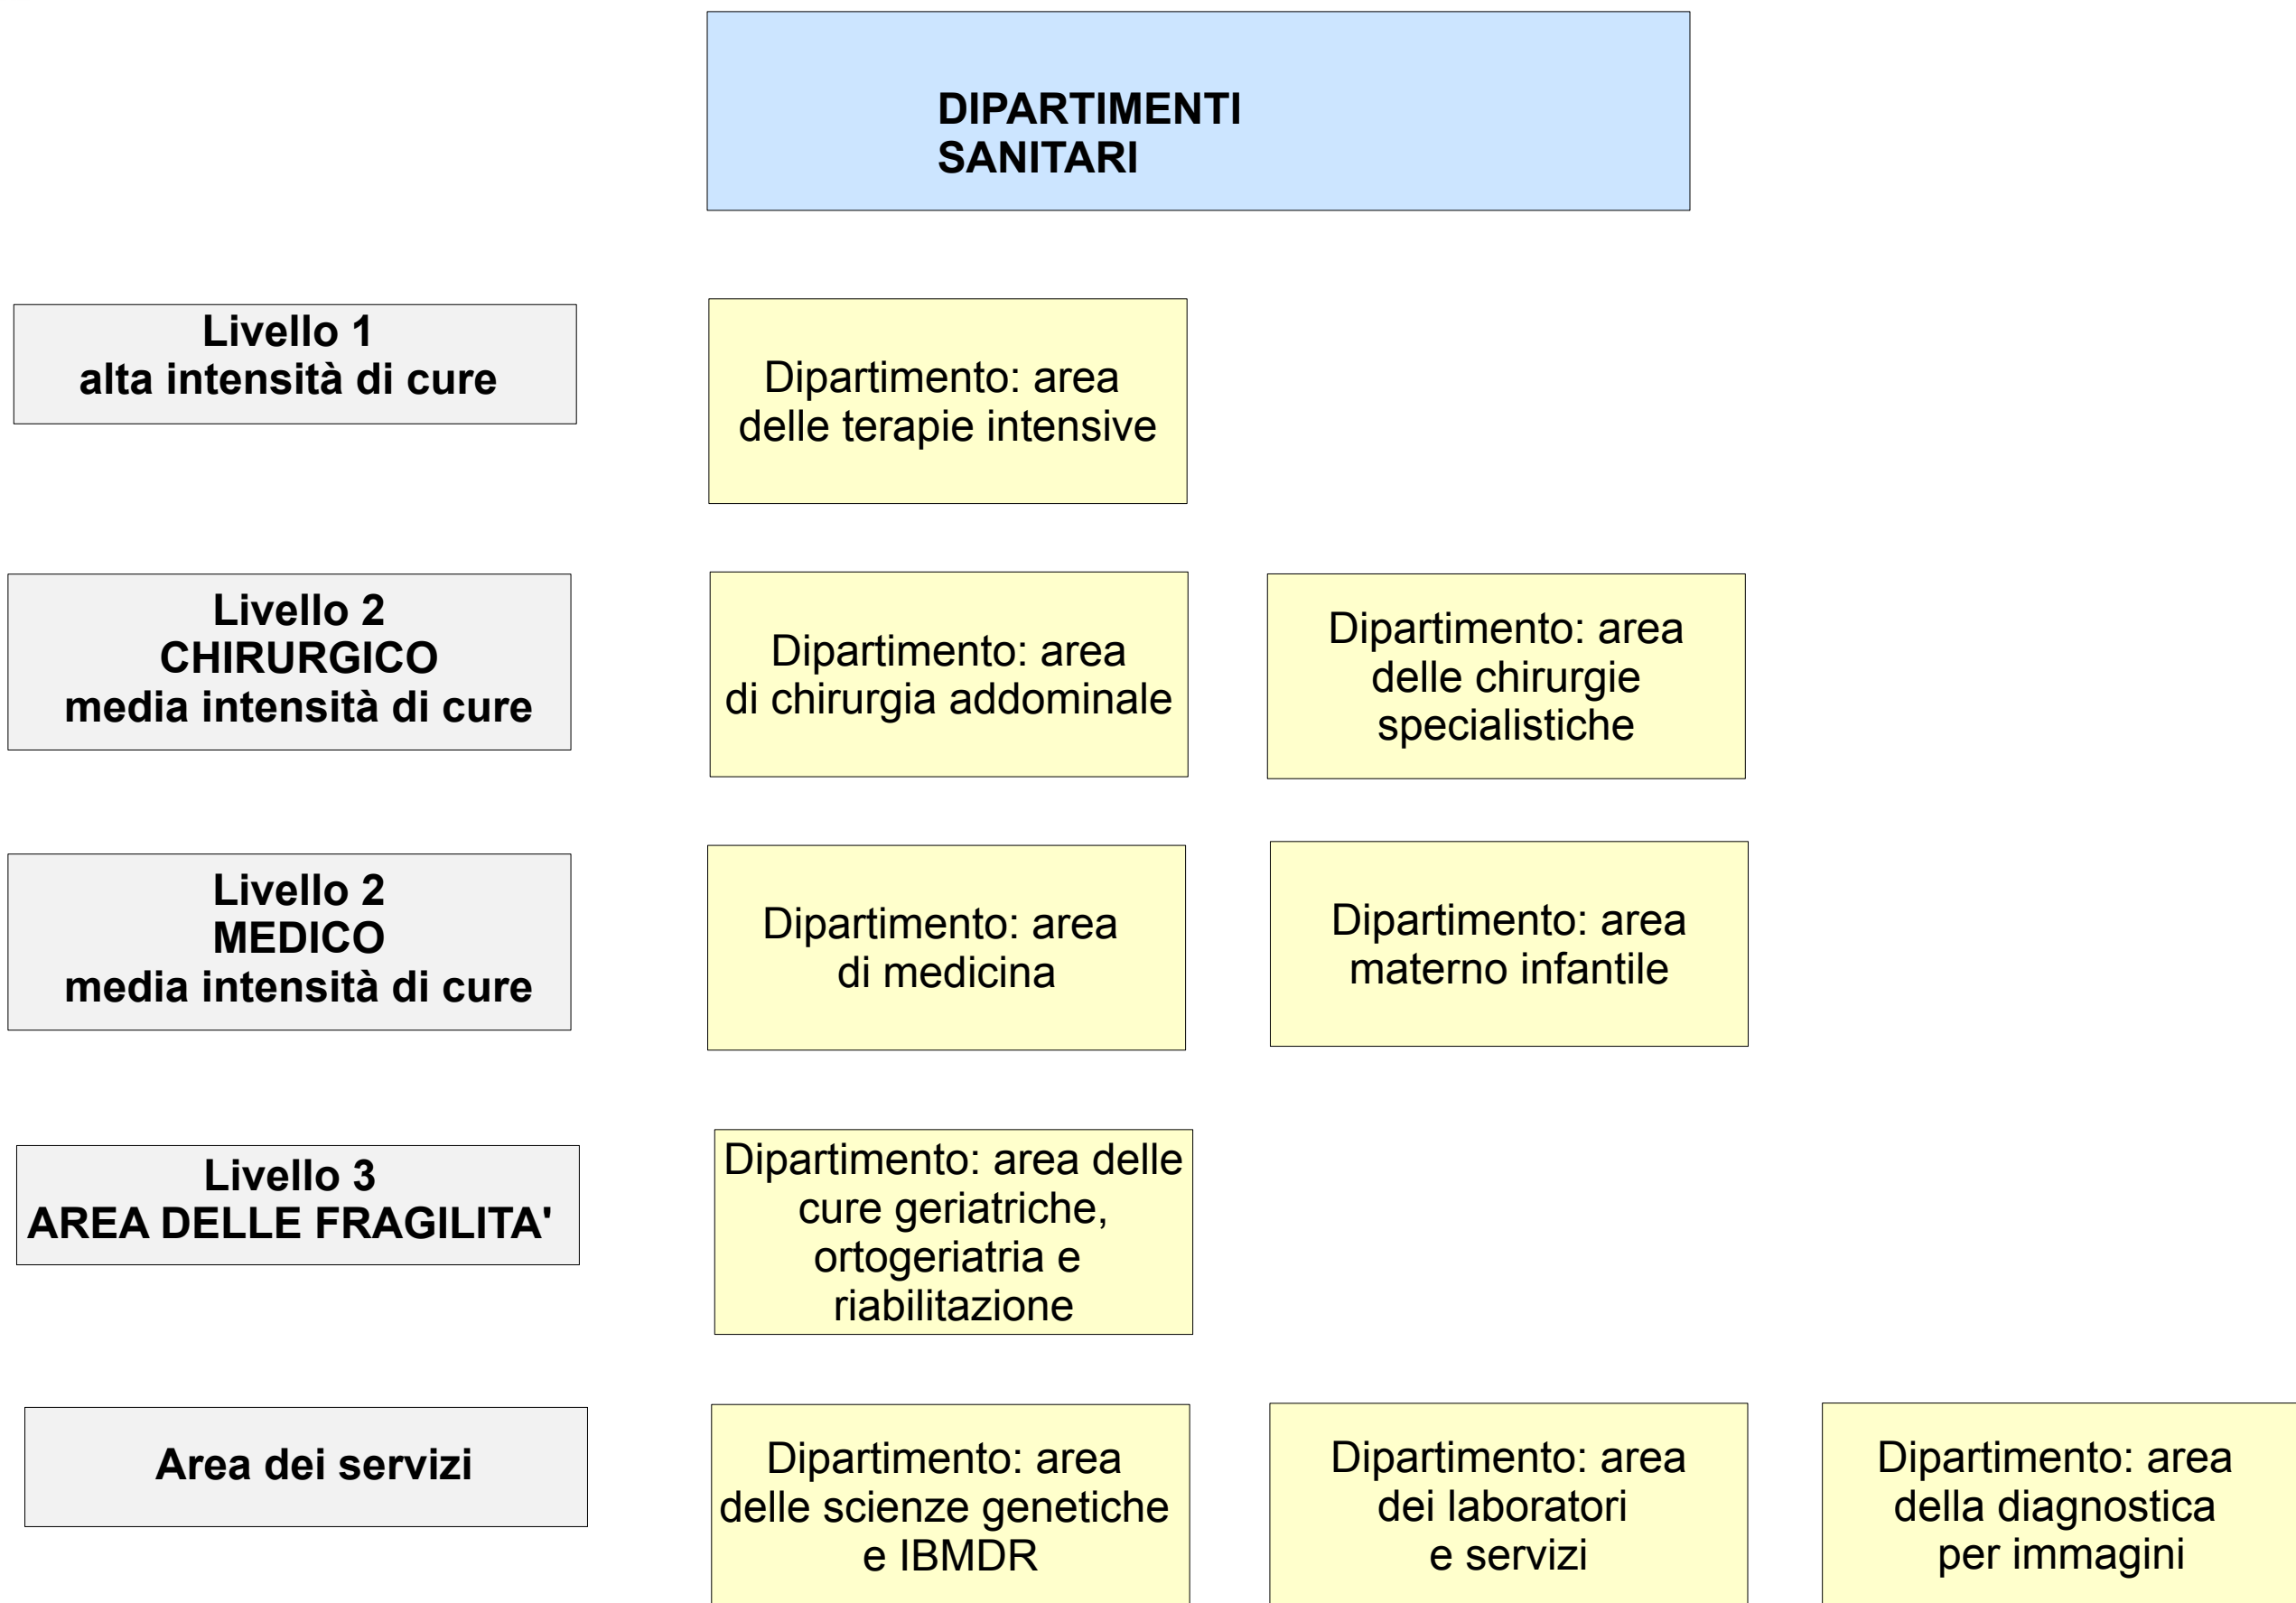 DIPARTIMENTI
SANITARI
Livello 1
alta intensità di cure
Dipartimento: area
delle terapie intensive
Livello 2
CHIRURGICO
media intensità di cure
Dipartimento: area
di chirurgia addominale
Dipartimento: area
delle chirurgie
specialistiche
Livello 2
MEDICO
media intensità di cure
Dipartimento: area
di medicina
Dipartimento: area
materno infantile
Livello 3
AREA DELLE FRAGILITA'
Dipartimento: area delle
cure geriatriche,
ortogeriatria e
riabilitazione
Area dei servizi
Dipartimento: area
delle scienze genetiche
e IBMDR
Dipartimento: area
dei laboratori
e servizi
Dipartimento: area
della diagnostica
per immagini